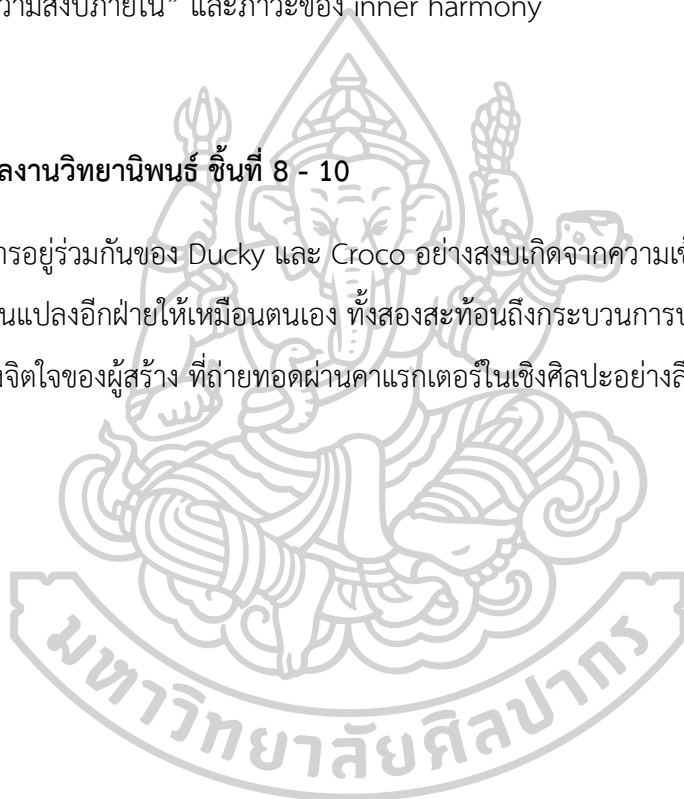 ความสงบภายใน" และภาวะของ inner harmony
ลงานวิทยานิพนธ์ ชิ้นที่ 8 - 10
ารอยู่ร่วมกันของ Ducky และ Croco อย่างสงบเกิดจากความเข้
นแปลงอีกฝ่ายให้เหมือนตนเอง ทั้งสองสะท้อนถึงกระบวนการ
งจิตใจของผู้สร้าง ที่ถ่ายทอดผ่านคาแรกเตอร์ในเชิงศิลปะอย่างลึ
มหาวิทยาลัยศิลปากร